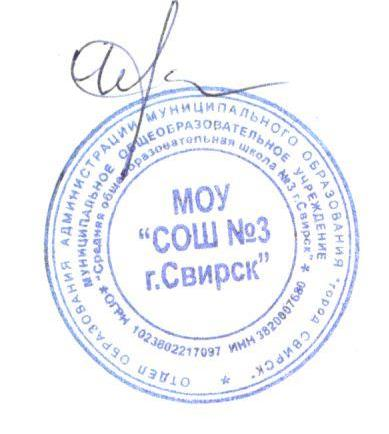 ОТДЕЛ ОБРАЗОВАНИЯ АДМИНИСТРАЦИИ МУНИЦИПАЛЬНОГО ОБРАЗОВАНИЯ "город СВИРСК" *
МУНИЦИПАЛЬНОЕ ОБЩЕОБРАЗОВАТЕЛЬНОЕ УЧРЕЖДЕНИЕ
"Средняя общеобразовательная школа №3 г.Свирск" *
* ОГРН 1023802217097 ИНН 3820007680
МОУ
"СОШ №3
г.Свирск"